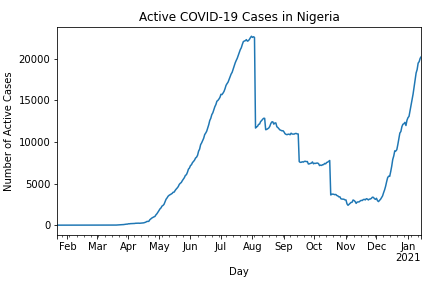 Active COVID-19 Cases in Nigeria
Number of Active Cases
20000
15000
10000
5000
0
Feb Mar Apr May Jun Jul Aug Sep Oct Nov Dec Jan
2021
Day